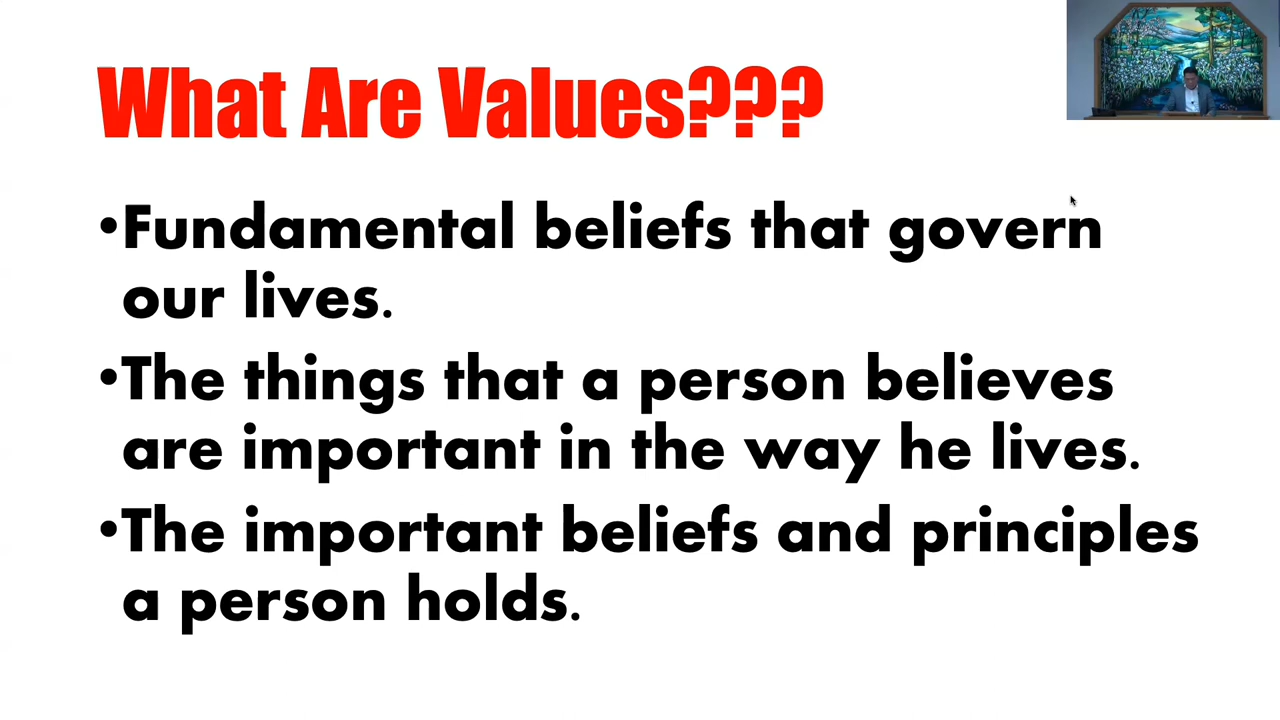 What Are Values???
•Fundamental beliefs that govern
our lives.
•The things that a person believes
are important in the way he lives.
•The important beliefs and principles
a person holds.